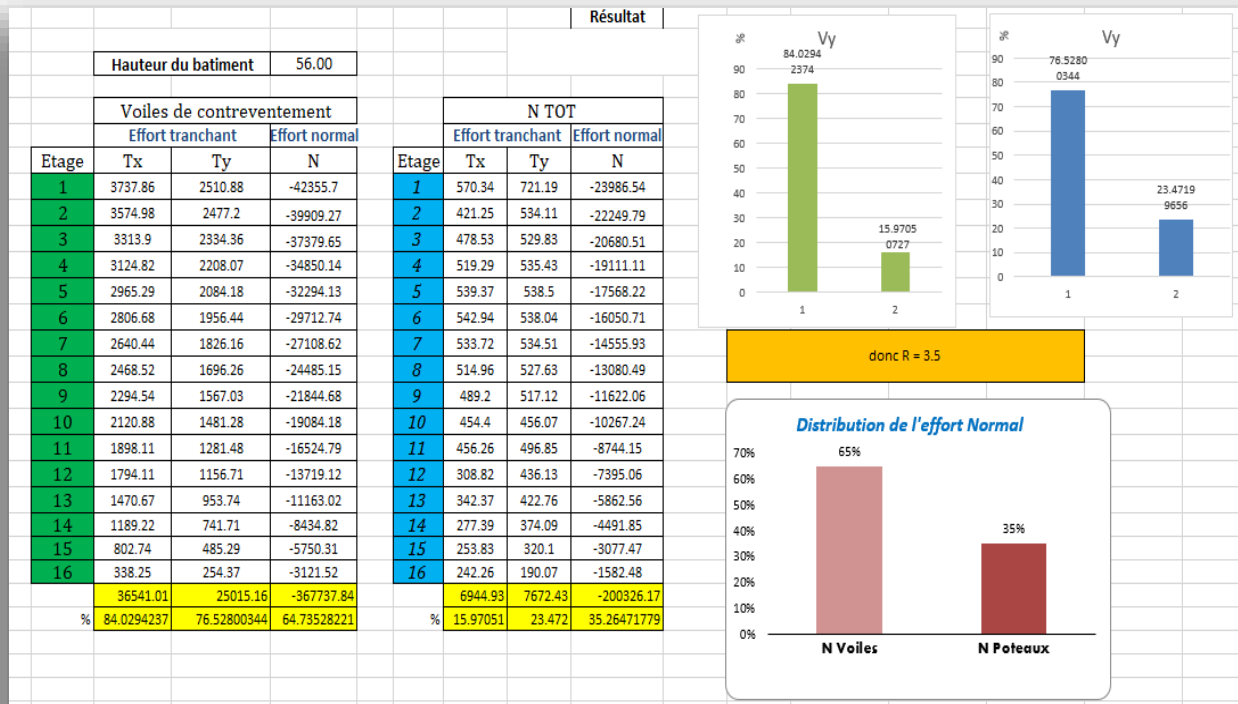 Résultat
Hauteur du batiment 56.00
Voiles de contreventement
Effort tranchant Effort normal
Etage Tx Ty N
1 3737.86 2510.88 -42355.7
2 3574.98 2477.2 -39909.27
3 3313.9 2334.36 -37379.65
4 3124.82 2208.07 -34850.14
5 2965.29 2084.18 -32294.13
6 2806.68 1956.44 -29712.74
7 2640.44 1826.16 -27108.62
8 2468.52 1696.26 -24485.15
9 2294.54 1567.03 -21844.68
10 2120.88 1481.28 -19084.18
11 1898.11 1281.48 -16524.79
12 1794.11 1156.71 -13719.12
13 1470.67 953.74 -11163.02
14 1189.22 741.71 -8434.82
15 802.74 485.29 -5750.31
16 338.25 254.37 -3121.52
36541.01 25015.16 -367737.84
% 84.0294237 76.52800344 64.73528221
N TOT
Effort tranchant Effort normal
Etage Tx Ty N
1 570.34 721.19 -23986.54
2 421.25 534.11 -22249.79
3 478.53 529.83 -20680.51
4 519.29 535.43 -19111.11
5 539.37 538.5 -17568.22
6 542.94 538.04 -16050.71
7 533.72 534.51 -14555.93
8 514.96 527.63 -13080.49
9 489.2 517.12 -11622.06
10 454.4 456.07 -10267.24
11 456.26 496.85 -8744.15
12 308.82 436.13 -7395.06
13 342.37 422.76 -5862.56
14 277.39 374.09 -4491.85
15 253.83 320.1 -3077.47
16 242.26 190.07 -1582.48
6944.93 7672.43 -200326.17
% 15.97051 23.472 35.26471779
% Vy
84.0294
2374
90
80
70
60
50
40
30
20
10
0
15.9705
0727
1 2
% Vy
76.5280
0344
90
80
70
60
50
40
30
20
10
0
23.4719
9656
1 2
donc R = 3.5
Distribution de l'effort Normal
70%
60%
50%
40%
30%
20%
10%
0%
65%
35%
N Voiles N Poteaux